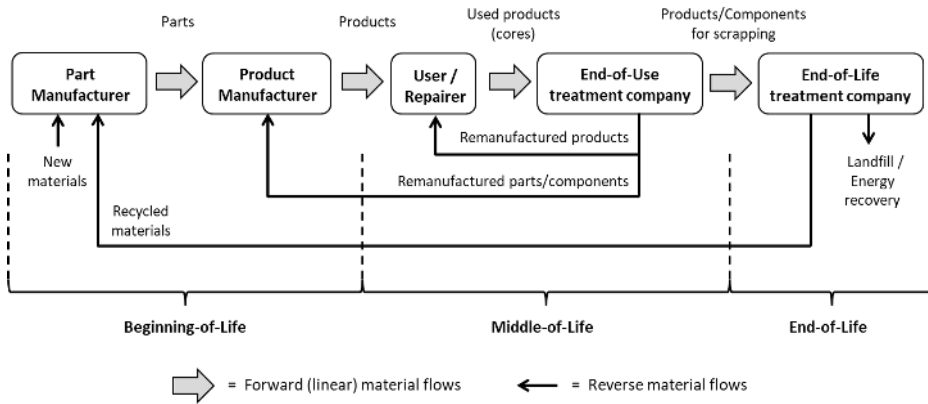 Parts
Products
Used products
(cores)
Products/Components
for scrapping
Part
Manufacturer
Product
Manufacturer
User /
Repairer
End-of-Use
treatment company
End-of-Life
treatment company
New
materials
Remanufactured products
Landfill /
Energy
recovery
Remanufactured parts/components
Recycled
materials
Beginning-of-Life
Middle-of-Life
End-of-Life
= Forward (linear) material flows
= Reverse material flows